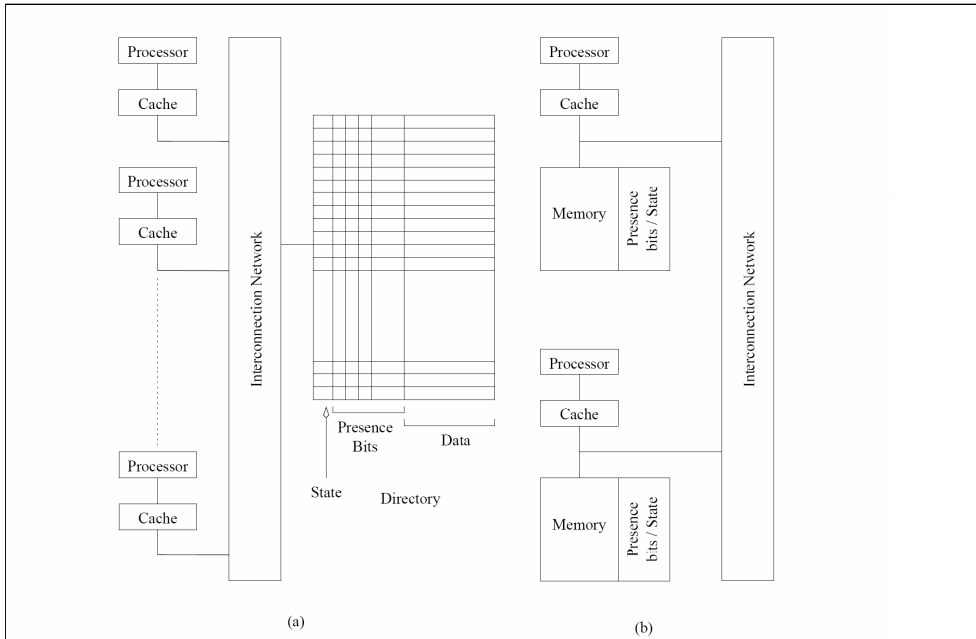 Processor
Cache
Processor
Cache
Processor
Cache
Interconnection Network
Presence
Bits
Data
State
Directory
(a)
Processor
Cache
Memory
Presence
bits / State
Processor
Cache
Memory
Presence
bits / State
Interconnection Network
(b)